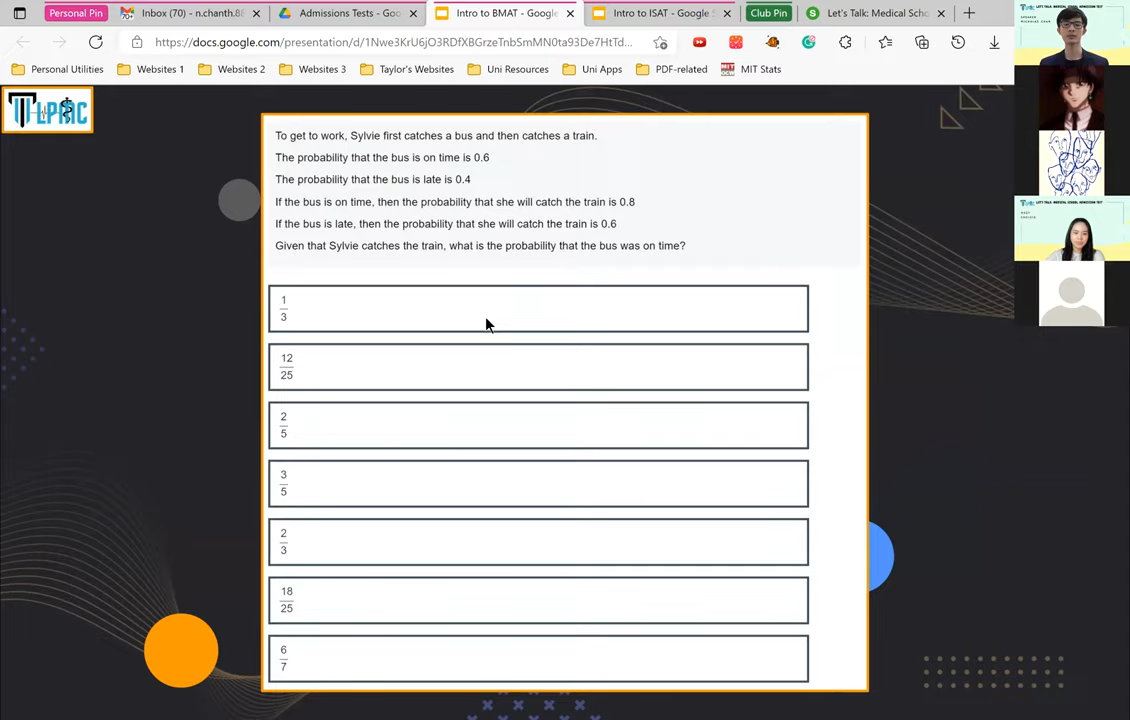 Personal Pin
Inbox (70) - n.chanth.88
Admissions Tests - Goo
Intro to BMAT - Google
Intro to ISAT - Google S
Club Pin
Let's Talk: Medical Scho
https://docs.google.com/presentation/d/1Nwe3KrU6jO3RDfXBGrzeTnbSmMN0ta93De7HtTd...
Personal Utilities
Websites 1
Websites 2
Websites 3
Taylor's Websites
Uni Resources
Uni Apps
PDF-related
MIT Stats
TLPMC
To get to work, Sylvie first catches a bus and then catches a train.
The probability that the bus is on time is 0.6
The probability that the bus is late is 0.4
If the bus is on time, then the probability that she will catch the train is 0.8
If the bus is late, then the probability that she will catch the train is 0.6
Given that Sylvie catches the train, what is the probability that the bus was on time?
1
3
12
25
2
5
3
5
2
3
18
25
6
7